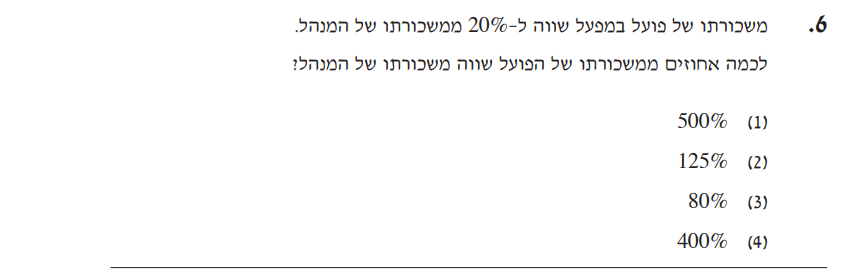 6. משכורתו של פועל במפעל שווה ל-20% ממשכורתו של המנהל.
לכמה אחוזים ממשכורתו של הפועל שווה משכורתו של המנהל?
(1) 500%
(2) 125%
(3) 80%
(4) 400%